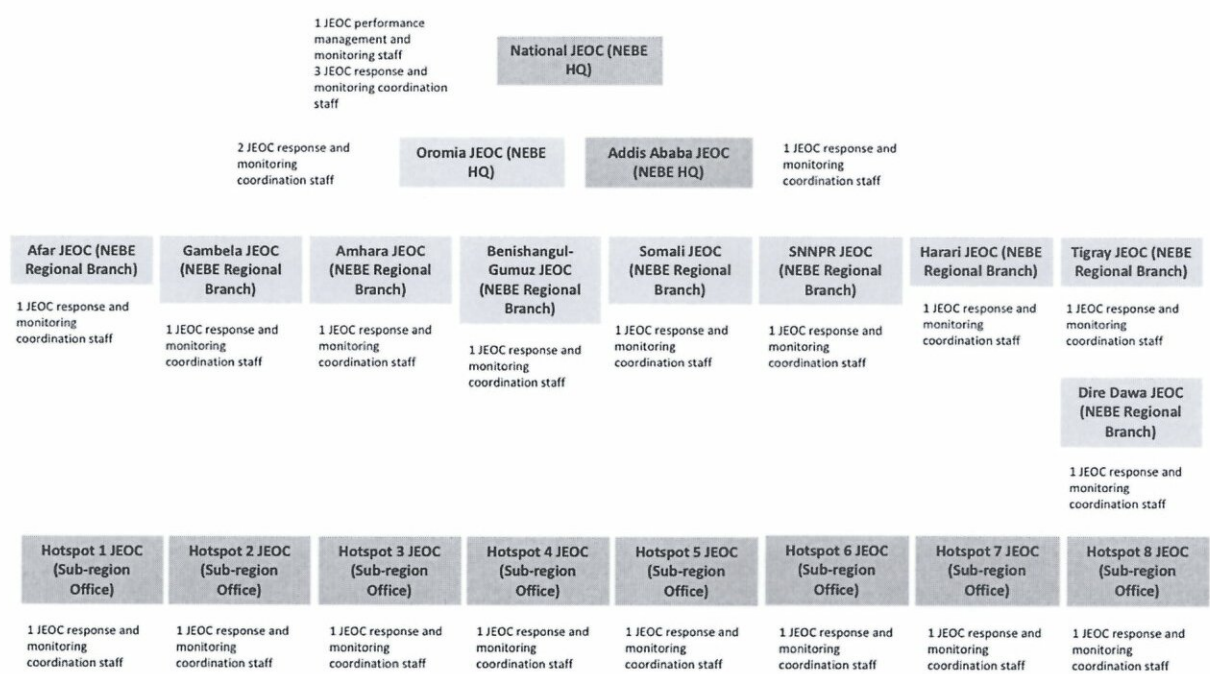 1 JEOC performance
management and
monitoring staff
3 JEOC response and
monitoring coordination
staff
National JEOC (NEBE
HQ)
2 JEOC response and
monitoring
coordination staff
Oromia JEOC (NEBE
HQ)
Addis Ababa JEOC
(NEBE HQ)
1 JEOC response and
monitoring
coordination staff
Afar JEOC (NEBE
Regional Branch)
1 JEOC response and
monitoring
coordination staff
Gambela JEOC
(NEBE Regional
Branch)
1 JEOC response and
monitoring
coordination staff
Amhara JEOC
(NEBE Regional
Branch)
1 JEOC response and
monitoring
coordination staff
Benishangul-
Gumuz JEOC
(NEBE Regional
Branch)
1 JEOC response and
monitoring
coordination staff
Somali JEOC
(NEBE Regional
Branch)
1 JEOC response and
monitoring
coordination staff
SNNPR JEOC
(NEBE Regional
Branch)
1 JEOC response and
monitoring
coordination staff
Harari JEOC (NEBE
Regional Branch)
1 JEOC response and
monitoring
coordination staff
Tigray JEOC (NEBE
Regional Branch)
1 JEOC response and
monitoring
coordination staff
Dire Dawa JEOC
(NEBE Regional
Branch)
1 JEOC response and
monitoring
coordination staff
Hotspot 1 JEOC
(Sub-region
Office)
1 JEOC response and
monitoring
coordination staff
Hotspot 2 JEOC
(Sub-region
Office)
1 JEOC response and
monitoring
coordination staff
Hotspot 3 JEOC
(Sub-region
Office)
1 JEOC response and
monitoring
coordination staff
Hotspot 4 JEOC
(Sub-region
Office)
1 JEOC response and
monitoring
coordination staff
Hotspot 5 JEOC
(Sub-region
Office)
1 JEOC response and
monitoring
coordination staff
Hotspot 6 JEOC
(Sub-region
Office)
1 JEOC response and
monitoring
coordination staff
Hotspot 7 JEOC
(Sub-region
Office)
1 JEOC response and
monitoring
coordination staff
Hotspot 8 JEOC
(Sub-region
Office)
1 JEOC response and
monitoring
coordination staff